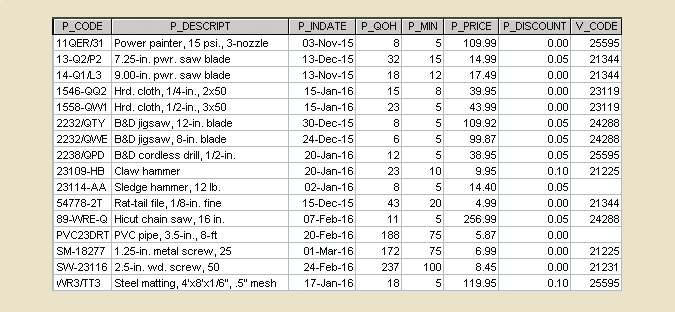 P_CODE P_DESCRIPT P_INDATE P_QOH P_MIN P_PRICE P_DISCOUNT V_CODE
11QER/31 Power painter, 15 psi., 3-nozzle 03-Nov-15 8 5 109.99 0.00 25595
13-Q2/P2 7.25-in. pwr. saw blade 13-Dec-15 32 15 14.99 0.05 21344
14-Q1/L3 9.00-in. pwr. saw blade 13-Nov-15 18 12 17.49 0.00 21344
1546-QQ2 Hrd. cloth, 1/4-in., 2x50 15-Jan-16 15 8 39.95 0.00 23119
1558-QW1 Hrd. cloth, 1/2-in., 3x50 15-Jan-16 23 5 43.99 0.00 23119
2232/QTY B&D jigsaw, 12-in. blade 30-Dec-15 8 5 109.92 0.05 24288
2232/QWE B&D jigsaw, 8-in. blade 24-Dec-15 6 5 99.87 0.05 24288
2238/QPD B&D cordless drill, 1/2-in. 20-Jan-16 12 5 38.95 0.05 25595
23109-HB Claw hammer 20-Jan-16 23 10 9.95 0.10 21225
23114-AA Sledge hammer, 12 lb. 02-Jan-16 8 5 14.40 0.05
54778-2T Rat-tail file, 1/8-in. fine 15-Dec-15 43 20 4.99 0.00 21344
89-WRE-Q Hicut chain saw, 16 in. 07-Feb-16 11 5 256.99 0.05 24288
PVC23DRT PVC pipe, 3.5-in., 8-ft 20-Feb-16 188 75 5.87 0.00
SM-18277 1.25-in. metal screw, 25 01-Mar-16 172 75 6.99 0.00 21225
SW-23116 2.5-in. wd. screw, 50 24-Feb-16 237 100 8.45 0.00 21231
WR3/TT3 Steel matting, 4'x8'x1/6", .5" mesh 17-Jan-16 18 5 119.95 0.10 25595